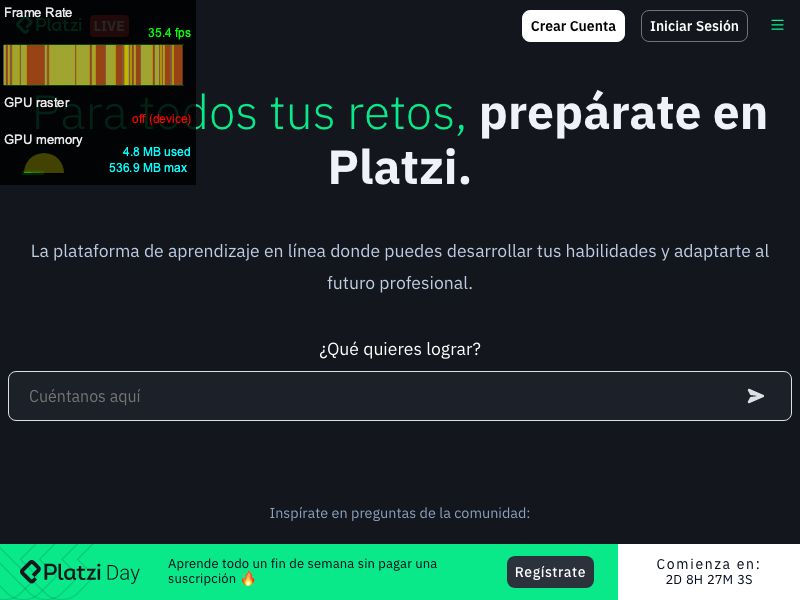 Frame Rate
Platzi LIVE
35.4 fps
GPU raster
off (device)
GPU memory
4.8 MB used
536.9 MB max
Crear Cuenta
Iniciar Sesión
Para todos tus retos, prepárate en
Platzi.
La plataforma de aprendizaje en línea donde puedes desarrollar tus habilidades y adaptarte al
futuro profesional.
¿Qué quieres lograr?
Cuéntanos aquí
Inspírate en preguntas de la comunidad:
Platzi Day
Aprende todo un fin de semana sin pagar una
suscripción 🔥
Regístrate
Comienza en:
2D 8H 27M 3S